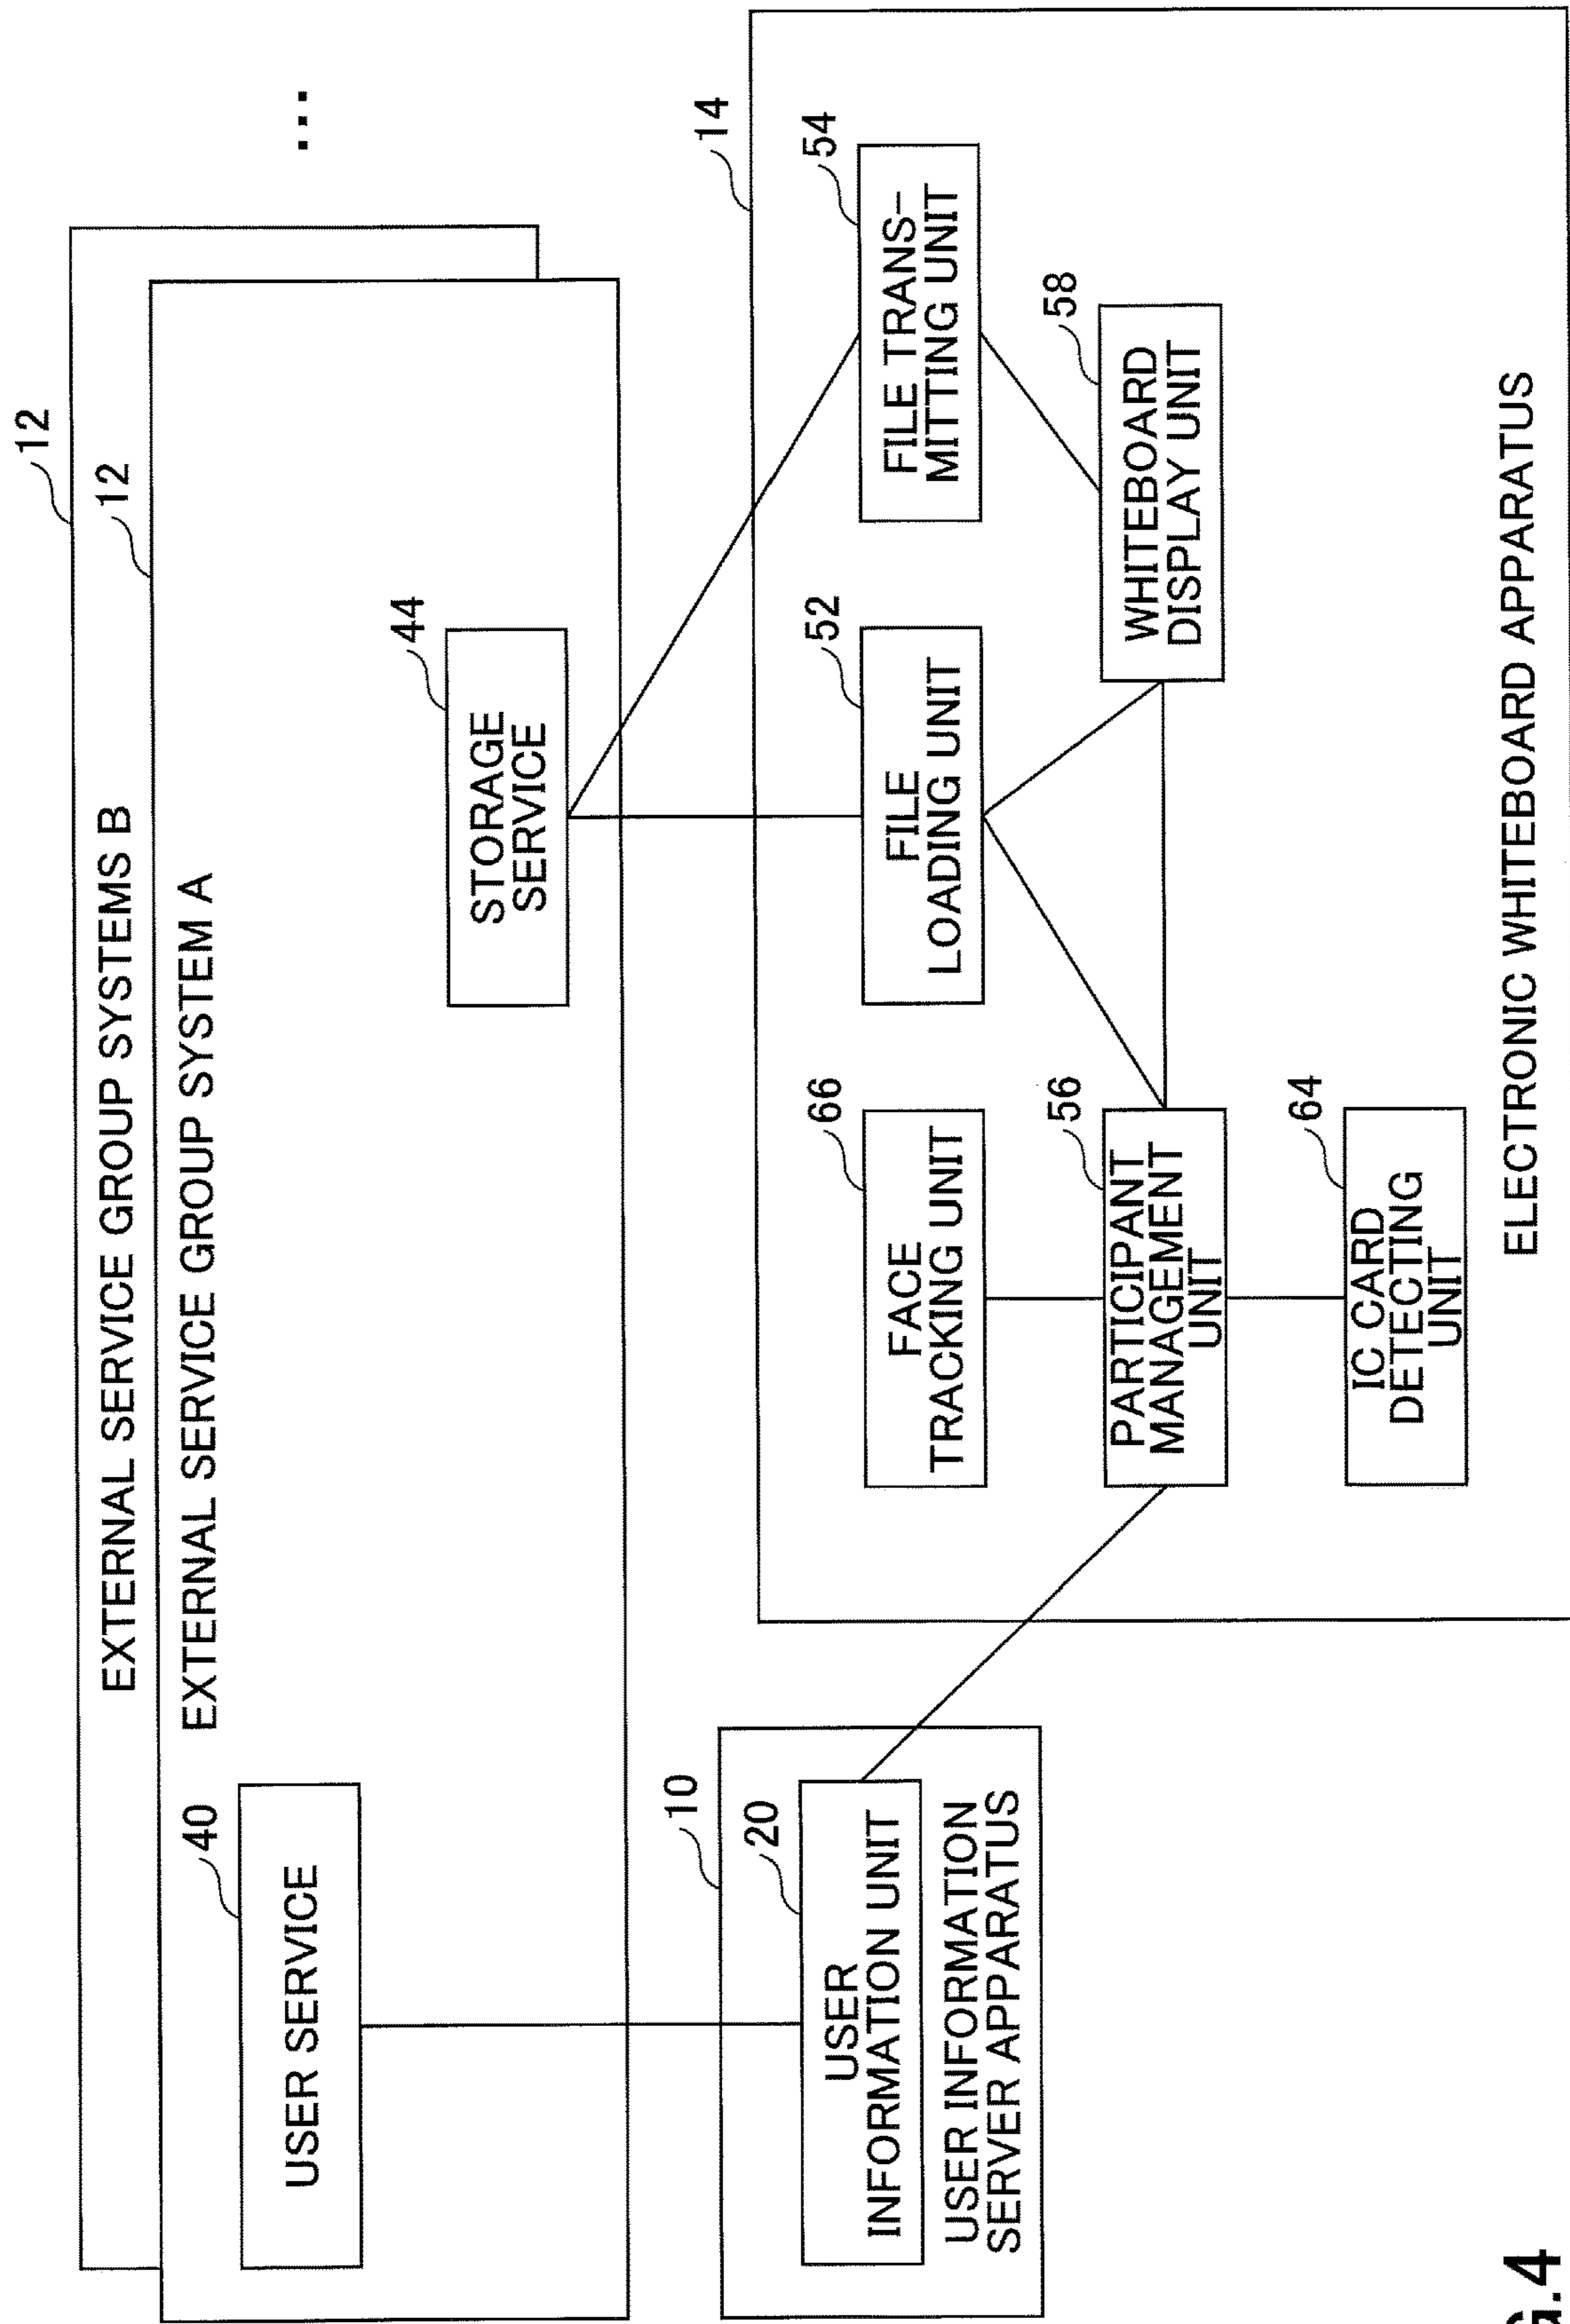 12
EXTERNAL SERVICE GROUP SYSTEMS B
12
EXTERNAL SERVICE GROUP SYSTEM A
...
40
USER SERVICE
44
STORAGE
SERVICE
10
20
USER
INFORMATION UNIT
USER INFORMATION
SERVER APPARATUS
14
66
FACE
TRACKING UNIT
52
FILE
LOADING UNIT
54
FILE TRANS-
MITTING UNIT
56
PARTICIPANT
MANAGEMENT
UNIT
58
WHITEBOARD
DISPLAY UNIT
64
IC CARD
DETECTING
UNIT
ELECTRONIC WHITEBOARD APPARATUS
G.4